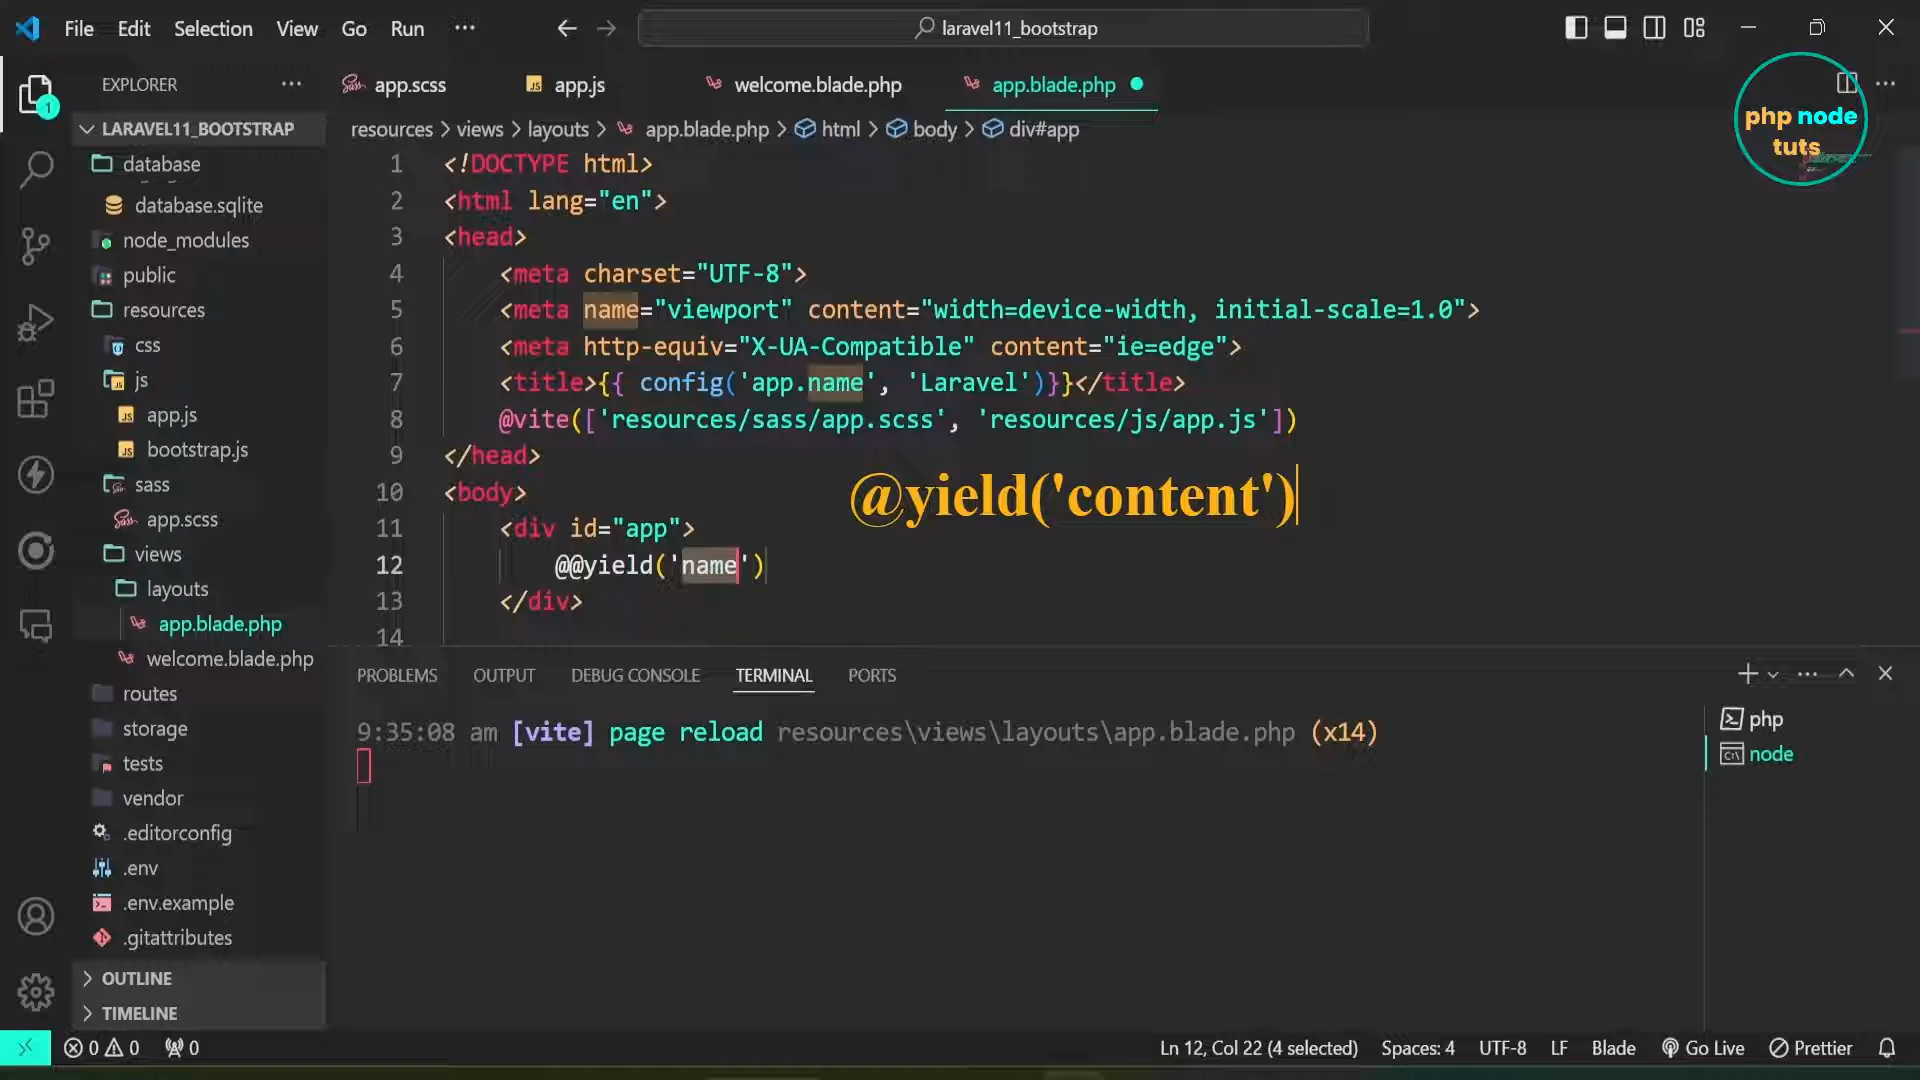 File Edit Selection View Go Run ... laravel11_bootstrap
EXPLORER
LARAVEL11_BOOTSTRAP
database
database.sqlite
node_modules
public
resources
css
js
app.js
bootstrap.js
sass
app.scss
views
layouts
app.blade.php
welcome.blade.php
routes
storage
tests
vendor
.editorconfig
.env
.env.example
.gitattributes
OUTLINE
TIMELINE
app.scss app.js welcome.blade.php app.blade.php
php node
tuts
resources > views > layouts > app.blade.php > html > body > div#app
1 <!DOCTYPE html>
2 <html lang="en">
3 <head>
4 <meta charset="UTF-8">
5 <meta name="viewport" content="width=device-width, initial-scale=1.0">
6 <meta http-equiv="X-UA-Compatible" content="ie=edge">
7 <title>{{ config('app.name', 'Laravel')}}</title>
8 @vite(['resources/sass/app.scss', 'resources/js/app.js'])
9 </head>
10 <body>
@yield('content')
11 <div id="app">
12 @@yield('name')
13 </div>
14
PROBLEMS OUTPUT DEBUG CONSOLE TERMINAL PORTS
9:35:08 am [vite] page reload resources\views\layouts\app.blade.php (x14)
php
node
0 0 0 Ln 12, Col 22 (4 selected) Spaces: 4 UTF-8 LF Blade Go Live Prettier